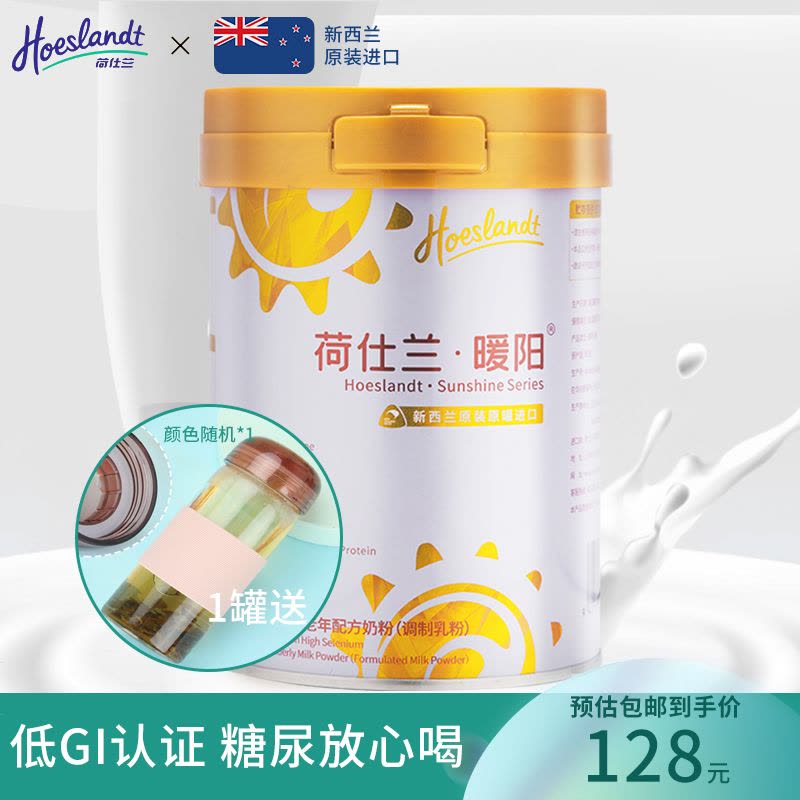 Hoeslandt
荷仕兰
×
新西兰
原装进口
Hoeslandt
荷仕兰·暖阳®
Hoeslandt · Sunshine Series
新西兰原装原罐进口
颜色随机*1
Protein
1罐送
老年配方奶粉(调制乳粉)
High Selenium
Milk Powder (Formulated Milk Powder)
低GI认证 糖尿放心喝
预估包邮到手价
128元